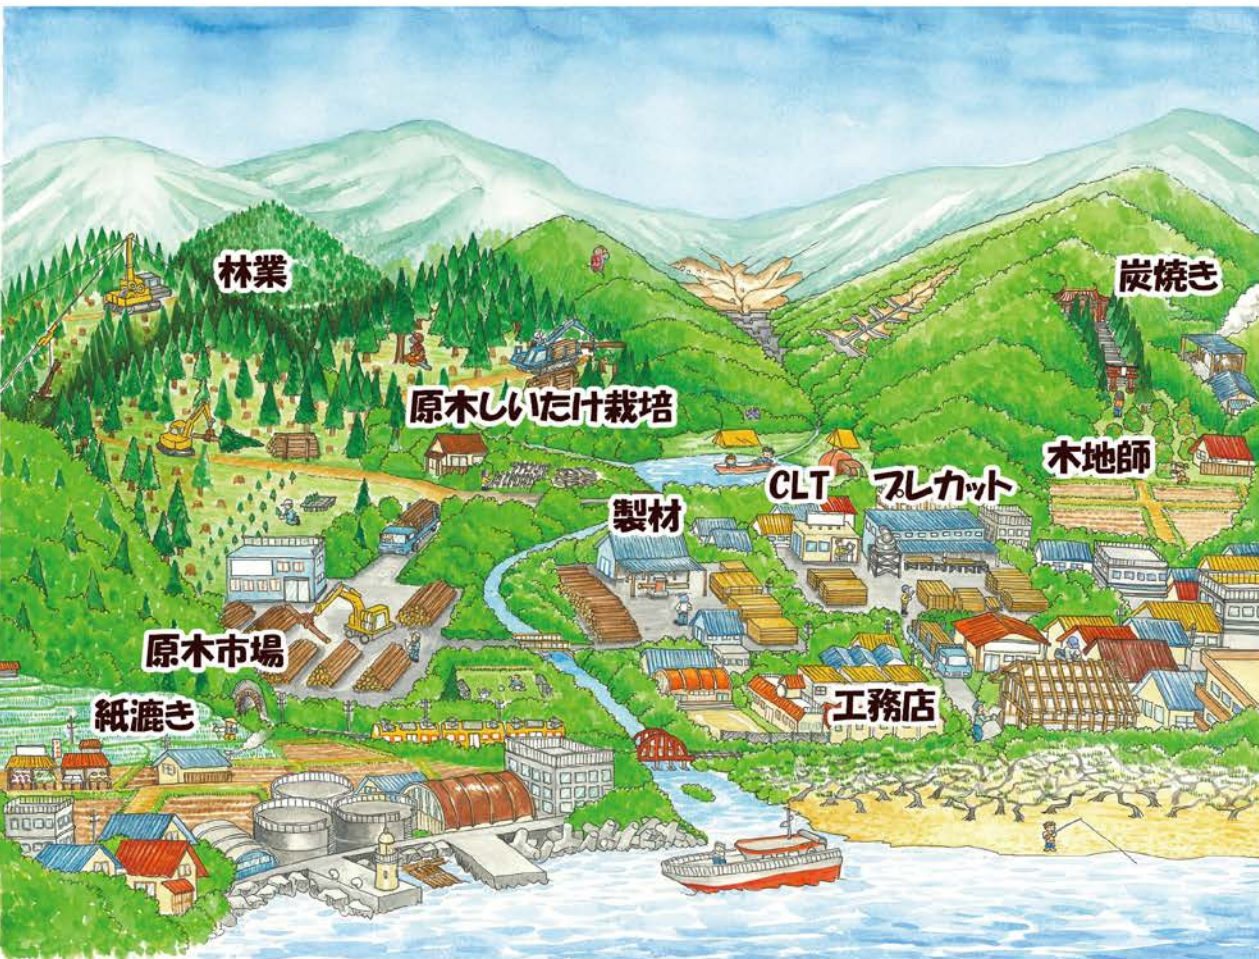 林業
炭焼き
原木しいたけ栽培
木地師
CLT
プレカット
製材
原木市場
紙漉き
工務店